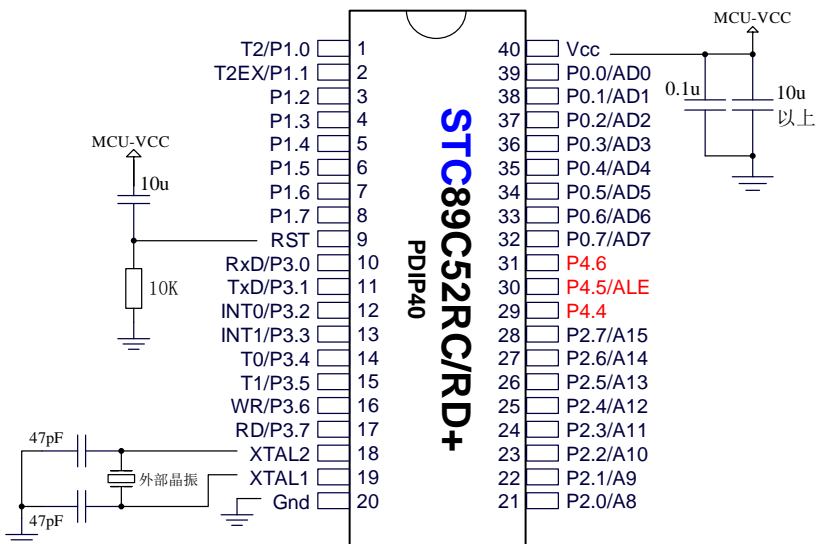 MCU-VCC
T2/P1.0 1 40 Vcc
T2EX/P1.1 2 39 P0.0/AD0
P1.2 3 38 P0.1/AD1
P1.3 4 37 P0.2/AD2
P1.4 5 36 P0.3/AD3
P1.5 6 35 P0.4/AD4
P1.6 7 34 P0.5/AD5
P1.7 8 33 P0.6/AD6
RST 9 32 P0.7/AD7
RxD/P3.0 10 31 P4.6
TxD/P3.1 11 30 P4.5/ALE
INT0/P3.2 12 29 P4.4
INT1/P3.3 13 28 P2.7/A15
T0/P3.4 14 27 P2.6/A14
T1/P3.5 15 26 P2.5/A13
WR/P3.6 16 25 P2.4/A12
RD/P3.7 17 24 P2.3/A11
XTAL2 18 23 P2.2/A10
XTAL1 19 22 P2.1/A9
Gnd 20 21 P2.0/A8
STC89C52RC/RD+
PDIP40
0.1u
10u
以上
MCU-VCC
10u
10K
47pF
外部晶振
47pF